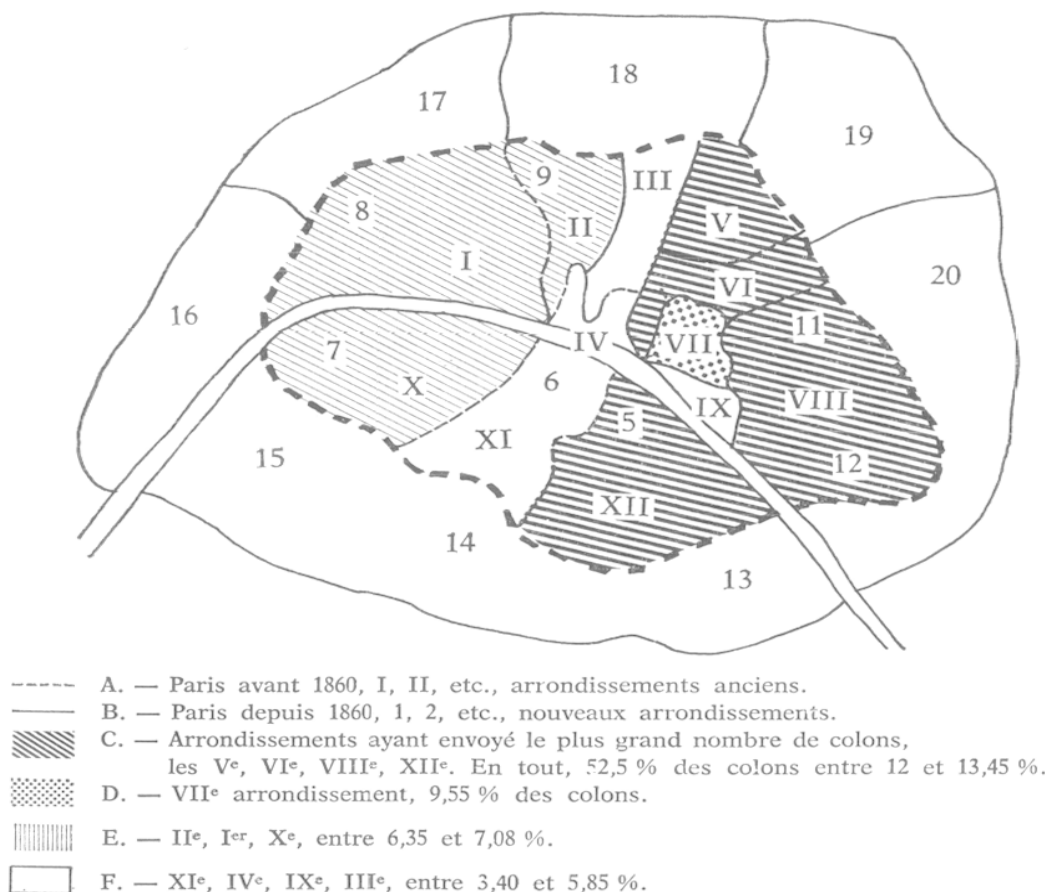 18
17
19
9
III
8
II
V
I
VI
20
16
11
7
IV
VII
X
6
VIII
5
IX
XI
15
12
XII
14
13
A. — Paris avant 1860, I, II, etc., arrondissements anciens.
B. — Paris depuis 1860, 1, 2, etc., nouveaux arrondissements.
C. — Arrondissements ayant envoyé le plus grand nombre de colons,
les Ve, VIe, VIIIe, XIIe. En tout, 52,5 % des colons entre 12 et 13,45 %.
D. — VIIe arrondissement, 9,55 % des colons.
E. — IIe, Ier, Xe, entre 6,35 et 7,08 %.
F. — XIe, IVe, IXe, IIIe, entre 3,40 et 5,85 %.